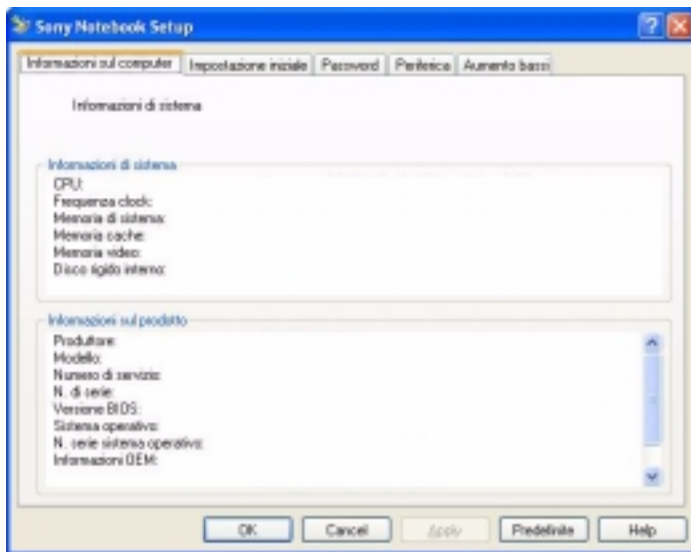 Sony Notebook Setup
Informazioni sul computer Impostazione iniziale Password Periferica Aumento bassi
Informazioni di sistema
Informazioni di sistema
CPU:
Frequenza clock:
Memoria di sistema:
Memoria cache:
Memoria video:
Disco rigido interno:
Informazioni sul prodotto
Produttore:
Modello:
Numero di servizio:
N. di serie:
Versione BIOS:
Sistema operativo:
N. serie sistema operativo:
Informazioni OEM:
OK Cancel Apply Predefinite Help